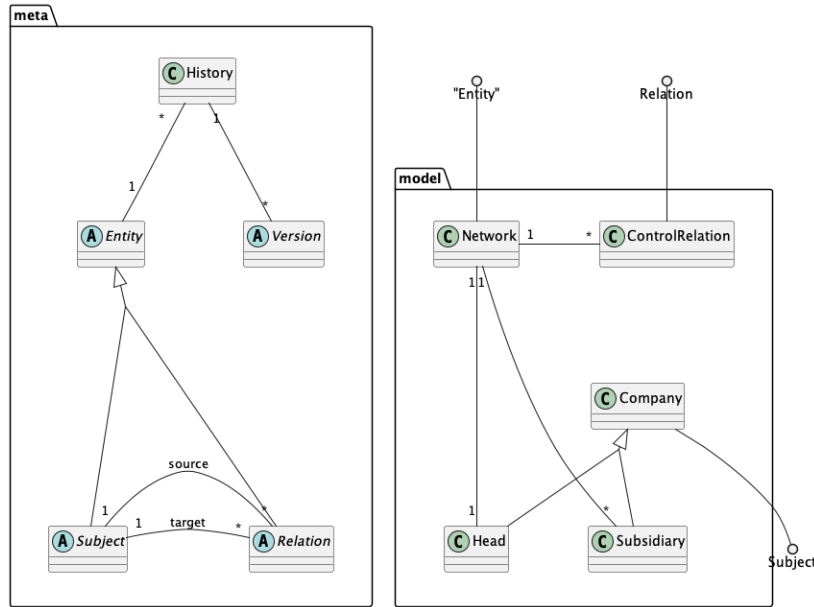 meta
C History
* 1
"Entity" Relation
1 *
model
A Entity
A Version
C Network
1 *
C ControlRelation
1 1
C Company
source
1 *
target
1 *
1 *
A Subject
A Relation
C Head
C Subsidiary
Subject